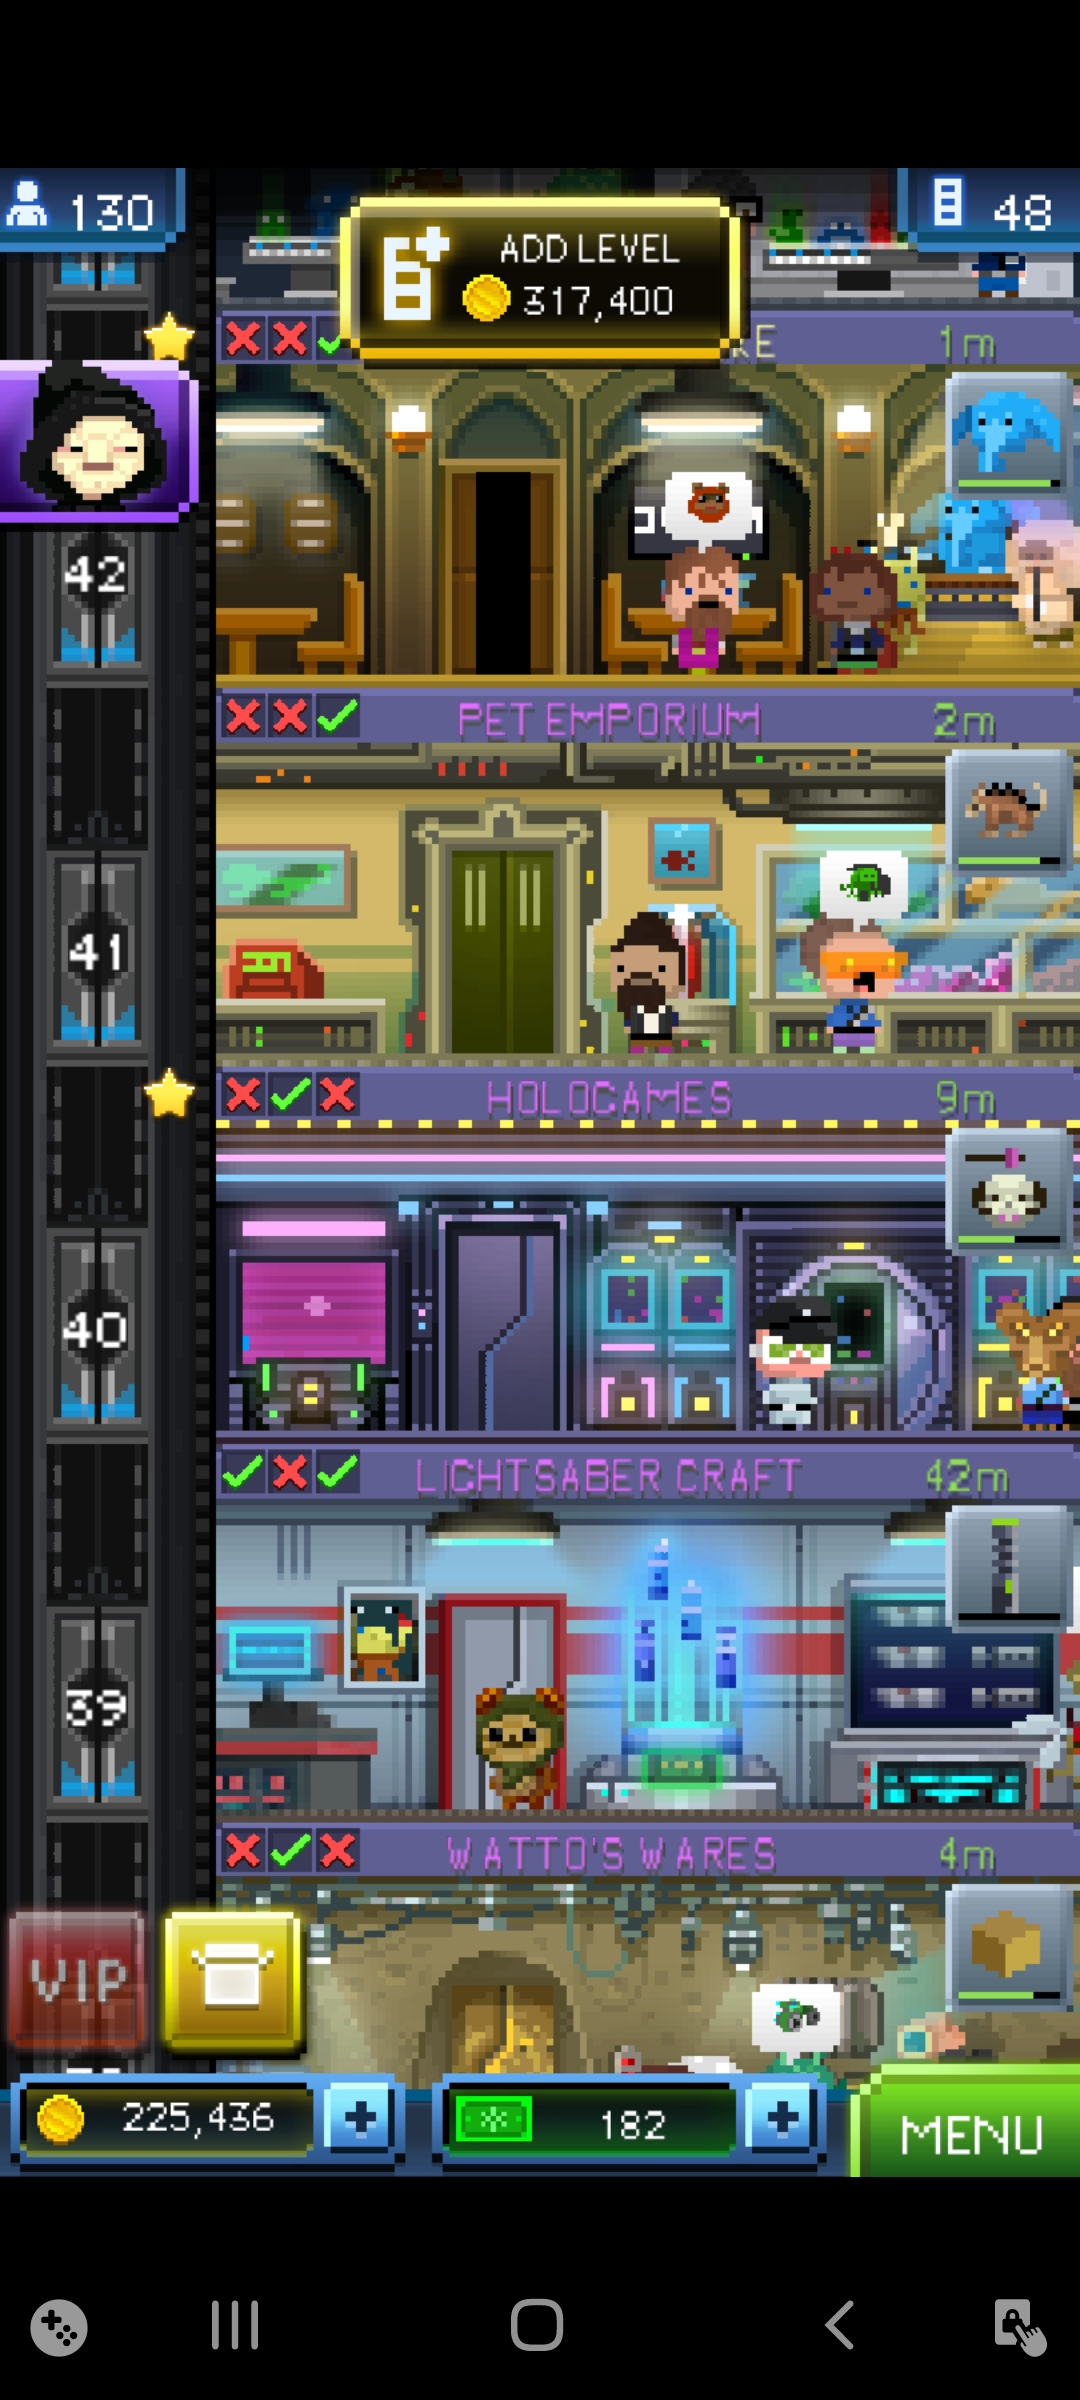 130
48
ADD LEVEL
317,400
KE
1m
42
PET EMPORIUM
2m
41
HOLOGAMES
9m
40
LIGHTSABER CRAFT
42m
39
WATTO'S WARES
4m
VIP
225,436
182
MENU